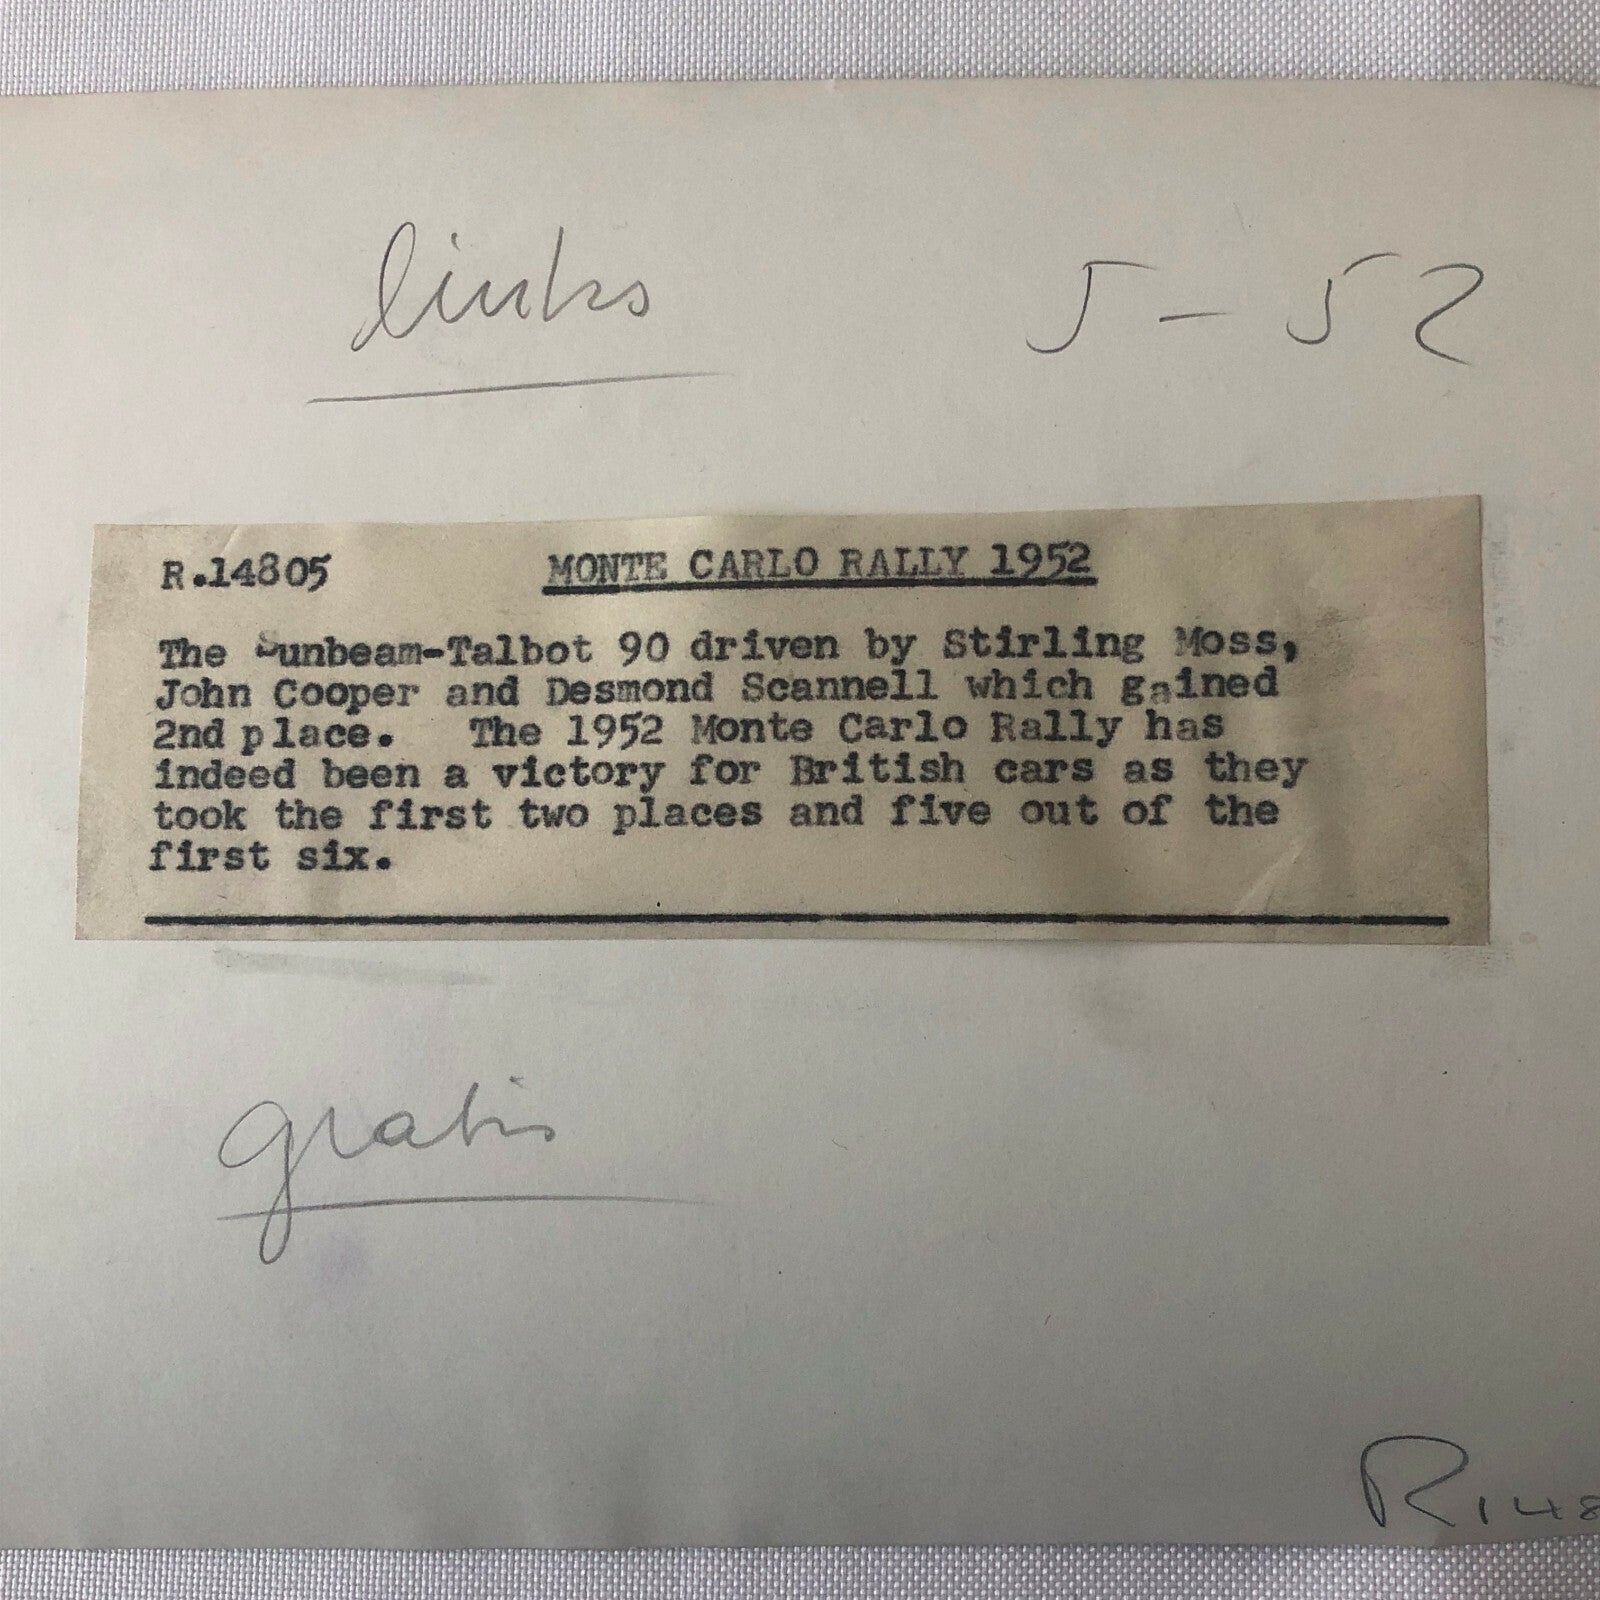 links 5 - 52
R.14805 MONTE CARLO RALLY 1952
The Sunbeam-Talbot 90 driven by Stirling Moss,
John Cooper and Desmond Scannell which gained
2nd place. The 1952 Monte Carlo Rally has
indeed been a victory for British cars as they
took the first two places and five out of the
first six.
gratis
R148